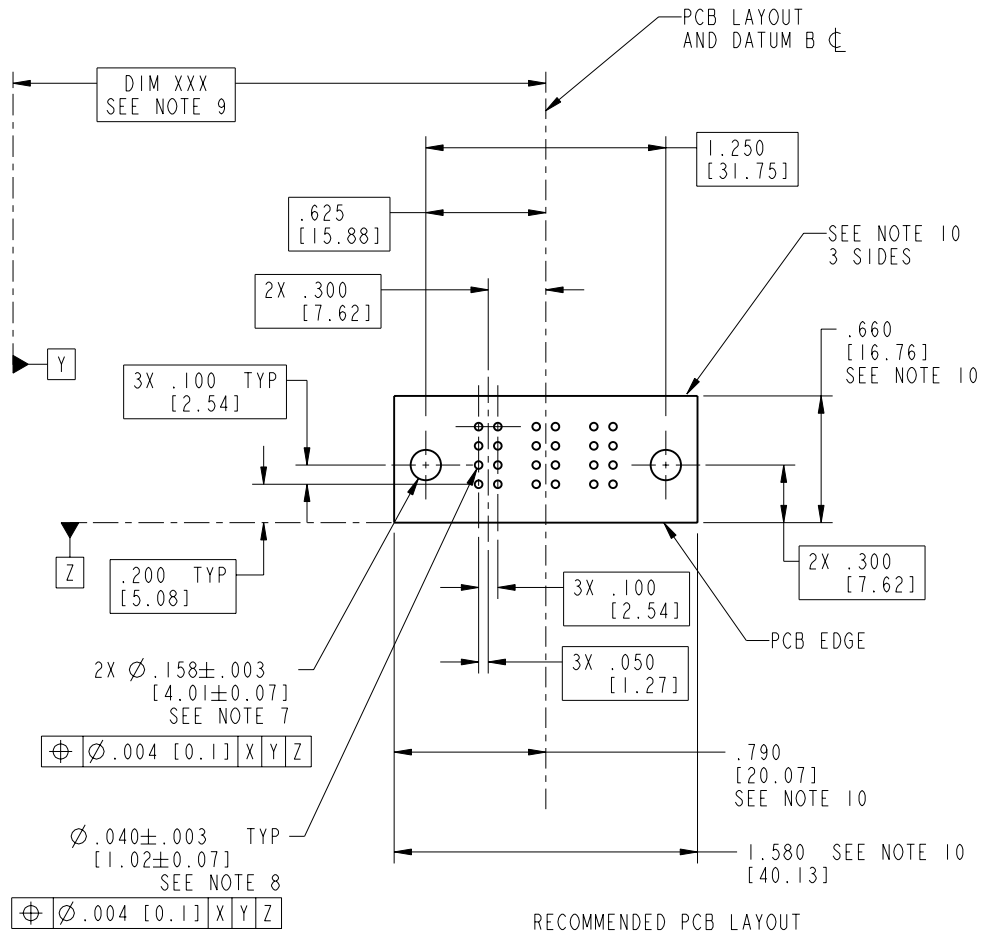 PCB LAYOUT
AND DATUM B ℄
DIM XXX
SEE NOTE 9
1.250
[31.75]
.625
[15.88]
SEE NOTE 10
3 SIDES
2X .300
[7.62]
.660
[16.76]
SEE NOTE 10
Y
3X .100 TYP
[2.54]
Z
.200 TYP
[5.08]
2X .300
[7.62]
3X .100
[2.54]
PCB EDGE
3X .050
[1.27]
2X Ø.158±.003
[4.01±0.07]
SEE NOTE 7
⌖ Ø.004 [0.1] X Y Z
.790
[20.07]
SEE NOTE 10
Ø.040±.003 TYP
[1.02±0.07]
SEE NOTE 8
⌖ Ø.004 [0.1] X Y Z
1.580 SEE NOTE 10
[40.13]
RECOMMENDED PCB LAYOUT